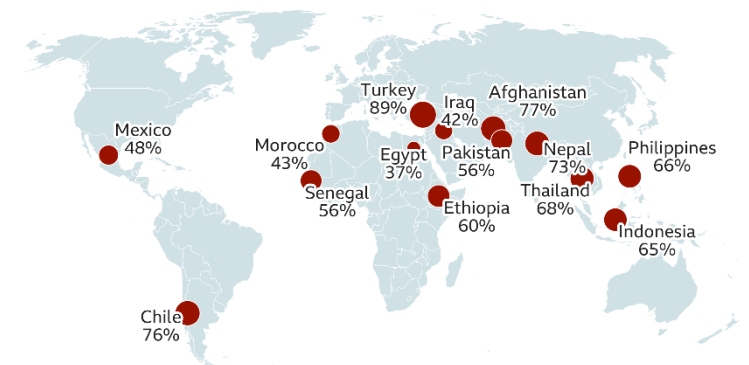 Turkey
89%
Iraq
42%
Afghanistan
77%
Mexico
48%
Morocco
43%
Egypt
37%
Pakistan
56%
Nepal
73%
Philippines
66%
Senegal
56%
Ethiopia
60%
Thailand
68%
Indonesia
65%
Chile
76%